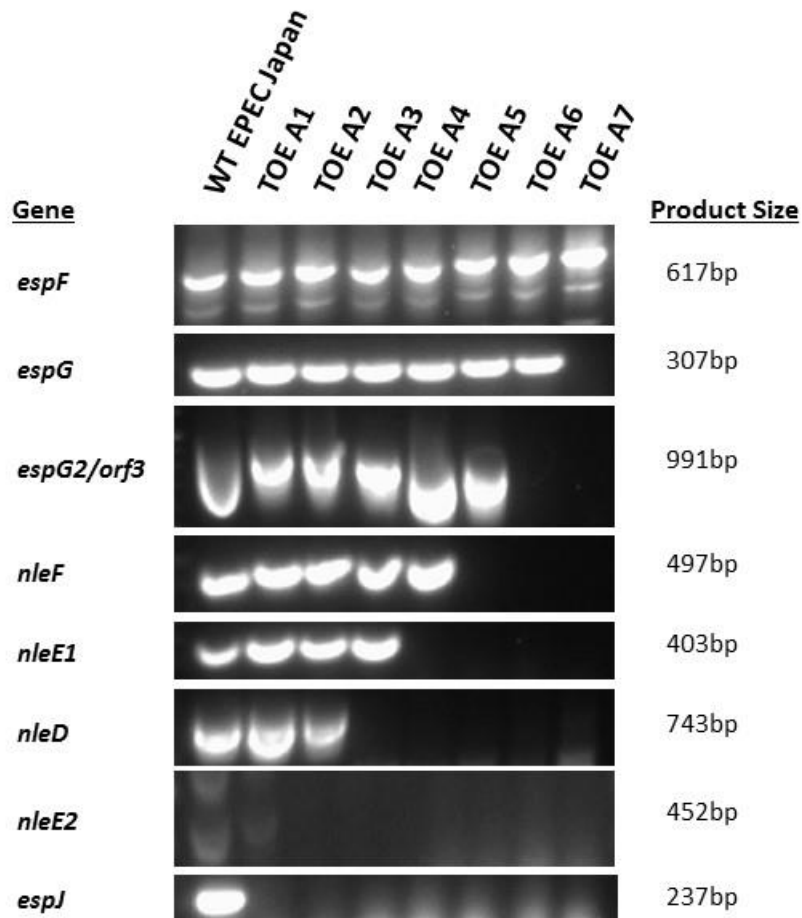 WT EPEC Japan
TOE A1
TOE A2
TOE A3
TOE A4
TOE A5
TOE A6
TOE A7
Gene
Product Size
espF
617bp
espG
307bp
espG2/orf3
991bp
nleF
497bp
nleE1
403bp
nleD
743bp
nleE2
452bp
espJ
237bp